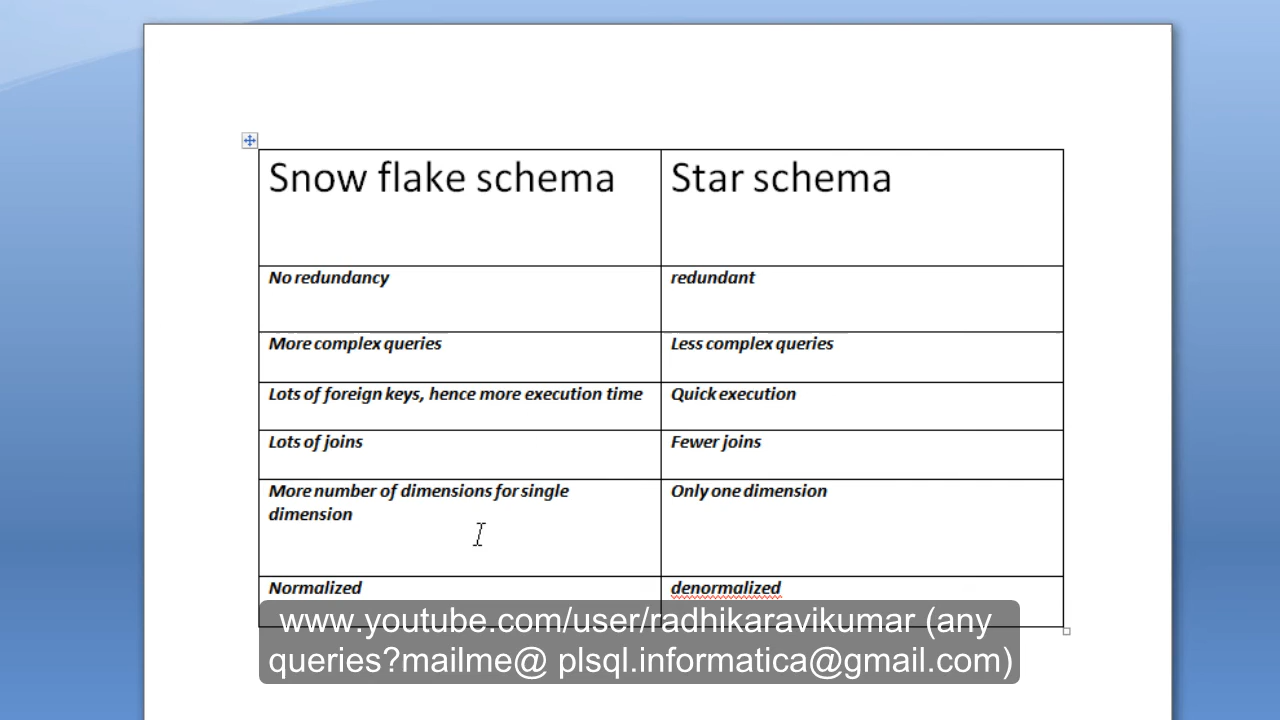 Snow flake schema
Star schema
No redundancy
redundant
More complex queries
Less complex queries
Lots of foreign keys, hence more execution time
Quick execution
Lots of joins
Fewer joins
More number of dimensions for single
dimension
Only one dimension
Normalized
denormalized
www.youtube.com/user/radhikaravikumar (any
queries?mailme@ plsql.informatica@gmail.com)